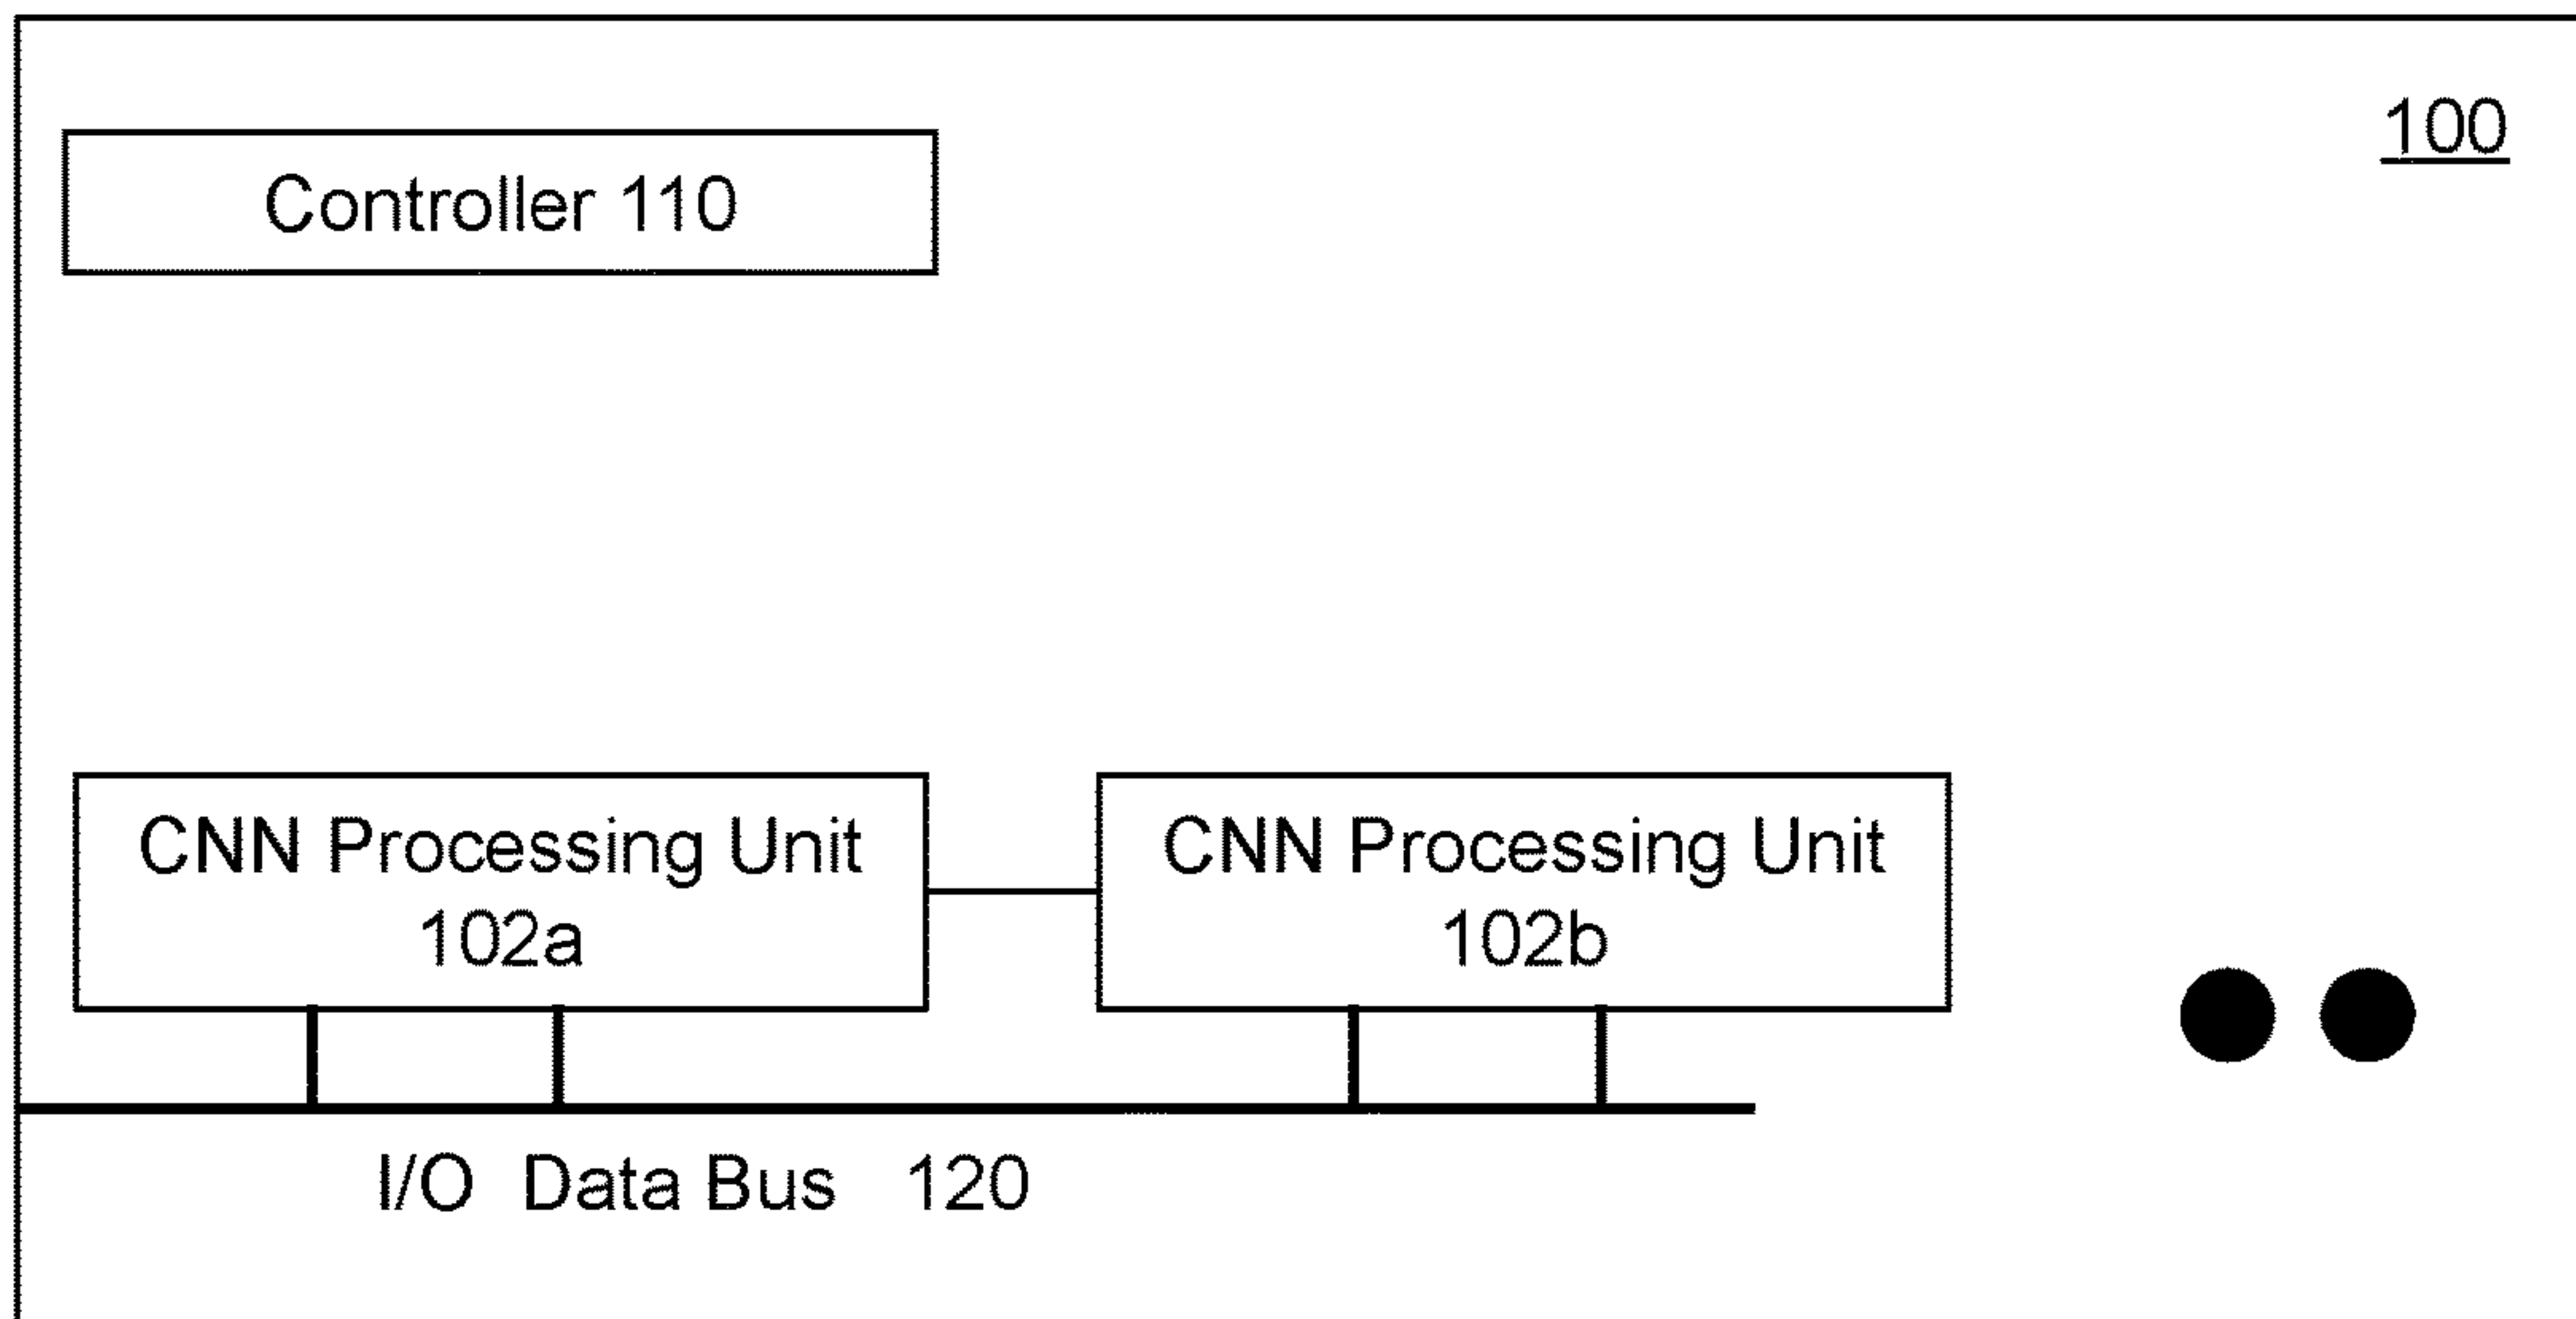 100
Controller 110
CNN Processing Unit
102a
CNN Processing Unit
102b
I/O Data Bus 120